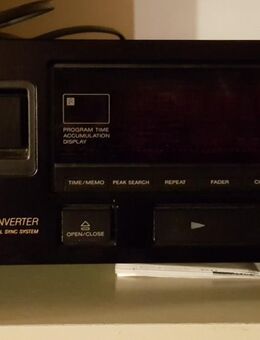 PROGRAM TIME
ACCUMULATION
DISPLAY
TIME/MEMO PEAK SEARCH REPEAT FADER
NVERTER
L SYNC SYSTEM
OPEN/CLOSE